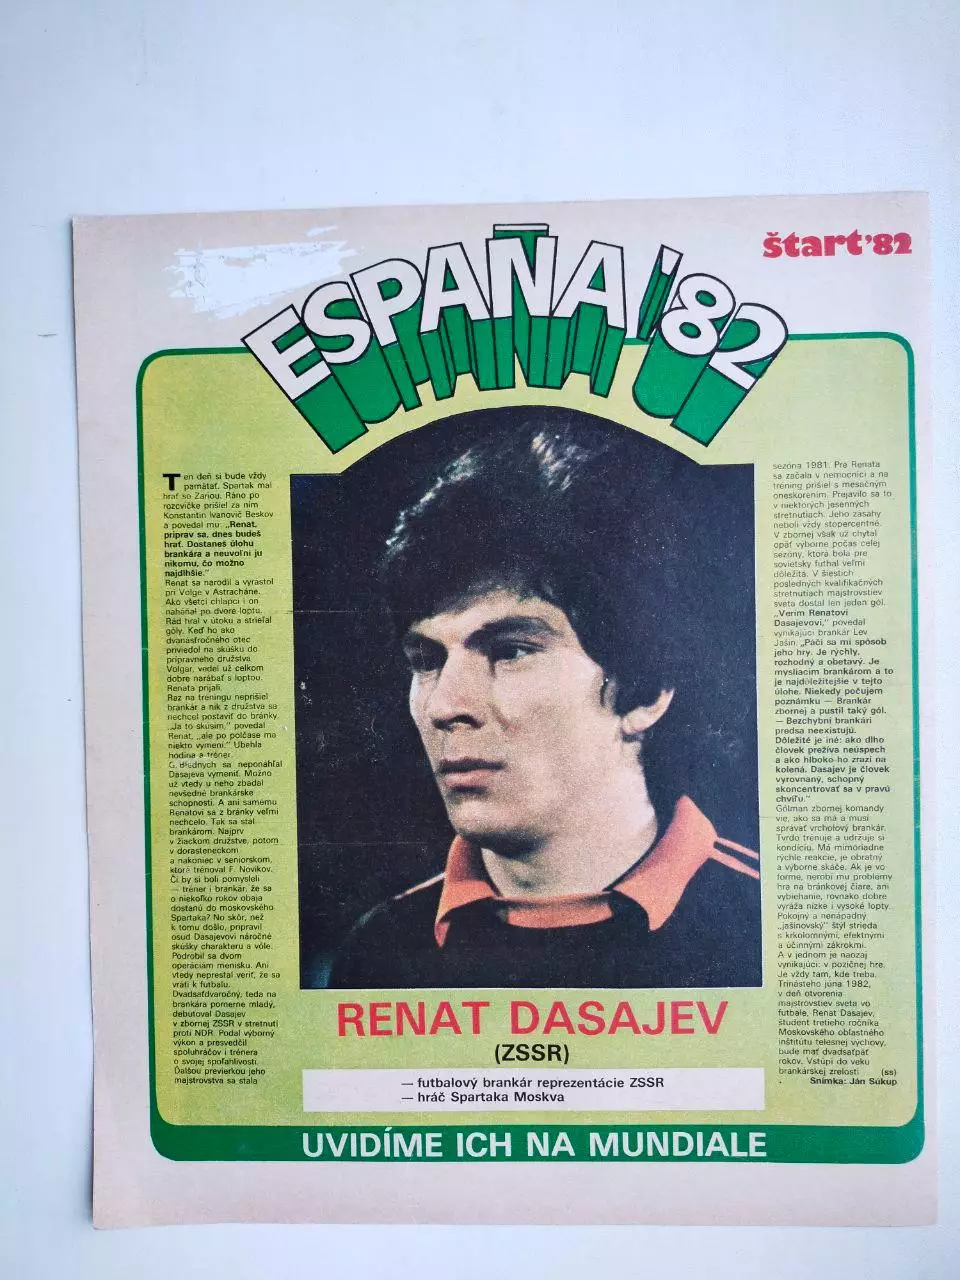 štart'82
ESPAÑA '82
Ten deň si bude vždy
pamätať. Spartak mal
hrať so Zariou. Ráno po
rozcvičke prišiel za ním
Konstantin Ivanovič Beskov
a povedal mu: „Renat,
priprav sa, dnes budeš
hrať. Dostaneš úlohu
brankára a neuvoľni ju
nikomu, čo možno
najdlhšie."
Renat sa narodil a vyrastol
pri Volge v Astracháne.
Ako všetci chlapci i on
naháňal po dvore loptu.
Rád hral v útoku a strieľal
góly. Keď ho ako
dvanásťročného otec
priviedol na skúšku do
prípravného družstva
Volgar, vedel už celkom
dobre narábať s loptou.
Renata prijali.
Raz na tréningu neprišiel
brankár a nik z družstva sa
nechcel postaviť do bránky.
„Ja to skúsim," povedal
Renat, „ale po polčase ma
niekto vymení." Ubehla
hodina a tréner
G. Blednych sa neponáhľal
Dasajeva vymeniť. Možno
už vtedy u neho zbadal
nevšedné brankárske
schopnosti. A ani samému
Renatovi sa z bránky veľmi
nechcelo. Tak sa stal
brankárom. Najprv
v žiackom družstve, potom
v dorasteneckom
a nakoniec v seniorskom,
ktoré trénoval F. Novikov.
Či by si boli pomysleli
— tréner i brankár, že sa
o niekoľko rokov obaja
dostanú do moskovského
Spartaka? No skôr, než
k tomu došlo, pripravil
osud Dasajevovi náročné
skúšky charakteru a vôle.
Podrobil sa dvom
operáciám menisku. Ani
vtedy neprestal veriť, že sa
vráti k futbalu.
Dvadsaťdvaročný, teda na
brankára pomerne mladý,
debutoval Dasajev
v zbornej ZSSR v stretnutí
proti NDR. Podal výborný
výkon a presvedčil
spoluhráčov i trénera
o svojej spoľahlivosti.
Ďalšou previerkou jeho
majstrovstva sa stala
sezóna 1981. Pre Renata
sa začala v nemocnici a na
tréning prišiel s mesačným
oneskorením. Prejavilo sa to
v niektorých jesenných
stretnutiach. Jeho zásahy
neboli vždy stopercentné.
V zbornej však už chytal
opäť výborne počas celej
sezóny, ktorá bola pre
sovietsky futbal veľmi
dôležitá. V šiestich
posledných kvalifikačných
stretnutiach majstrovstiev
sveta dostal len jeden gól.
„Verím Renatovi
Dasajevovi," povedal
vynikajúci brankár Lev
Jašin. „Páči sa mi spôsob
jeho hry. Je rýchly,
rozhodný a obetavý. Je
mysliacim brankárom a to
je najdôležitejšie v tejto
úlohe. Niekedy počujem
poznámku — Brankár
zbornej a pustil taký gól.
— Bezchybní brankári
predsa neexistujú.
Dôležité je iné: ako dlho
človek prežíva neúspech
a ako hlboko ho zrazí na
kolená. Dasajev je človek
vyrovnaný, schopný
skoncentrovať sa v pravú
chvíľu."
Gólman zbornej komandy
vie, ako sa má a musí
správať vrcholový brankár.
Tvrdo trénuje a udržuje si
kondíciu. Má mimoriadne
rýchle reakcie, je obratný
a výborne skáče. Ak je vo
forme, nerobí mu problémy
hra na bránkovej čiare, ani
vybiehanie, rovnako dobre
vyráža nízke i vysoké lopty.
Pokojný a nenápadný
„jašinovský" štýl strieda
s krkolomnými, efektnými
a účinnými zákrokmi.
A v jednom je naozaj
vynikajúci: v pozičnej hre.
Je vždy tam, kde treba.
Trinásteho júna 1982,
v deň otvorenia
majstrovstiev sveta vo
futbale, Renat Dasajev,
študent tretieho ročníka
Moskovského oblastného
inštitútu telesnej výchovy,
bude mať dvadsaťpäť
rokov. Vstúpi do veku
brankárskej zrelosti (ss)
Snímka: Ján Súkup
RENAT DASAJEV
(ZSSR)
— futbalový brankár reprezentácie ZSSR
— hráč Spartaka Moskva
UVIDÍME ICH NA MUNDIALE